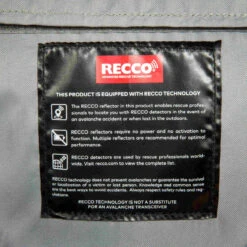 RECCO
ADVANCED RESCUE TECHNOLOGY
THIS PRODUCT IS EQUIPPED WITH RECCO TECHNOLOGY
The RECCO reflector in this product enables rescue profes-
sionals to locate you with RECCO detectors in the event of
an avalanche accident or when lost in the outdoors.
RECCO reflectors require no power and no activation to
function. Multiple reflectors are recommended for optimal
performance.
RECCO detectors are used by rescue professionals world-
wide. Visit recco.com to view the complete list.
RECCO technology does not prevent avalanches or guarantee the survival
or localization of a victim or lost person. Knowledge and common sense
are the best ways to avoid accidents. Always respect safety rules and
alerts.
RECCO TECHNOLOGY IS NOT A SUBSTITUTE
FOR AN AVALANCHE TRANSCEIVER